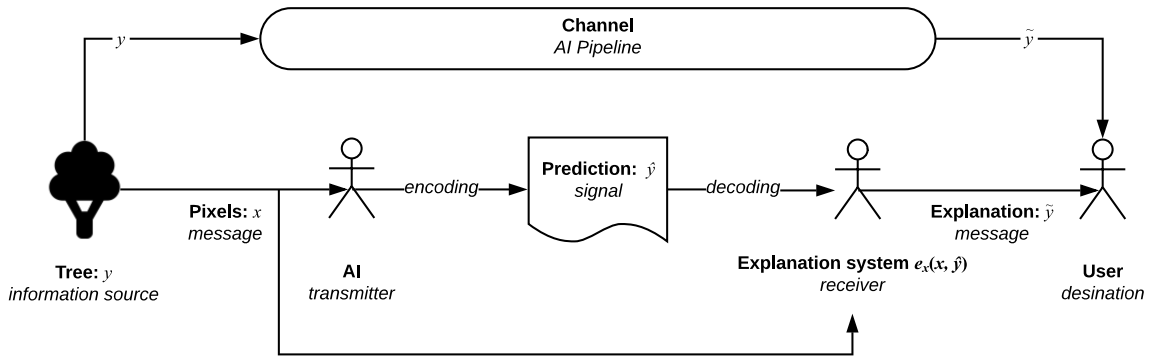 Channel
AI Pipeline
y
ỹ
encoding
Prediction: ŷ
signal
decoding
Pixels: x
message
Explanation: ỹ
message
Tree: y
information source
AI
transmitter
Explanation system eₓ(x, ŷ)
receiver
User
desination